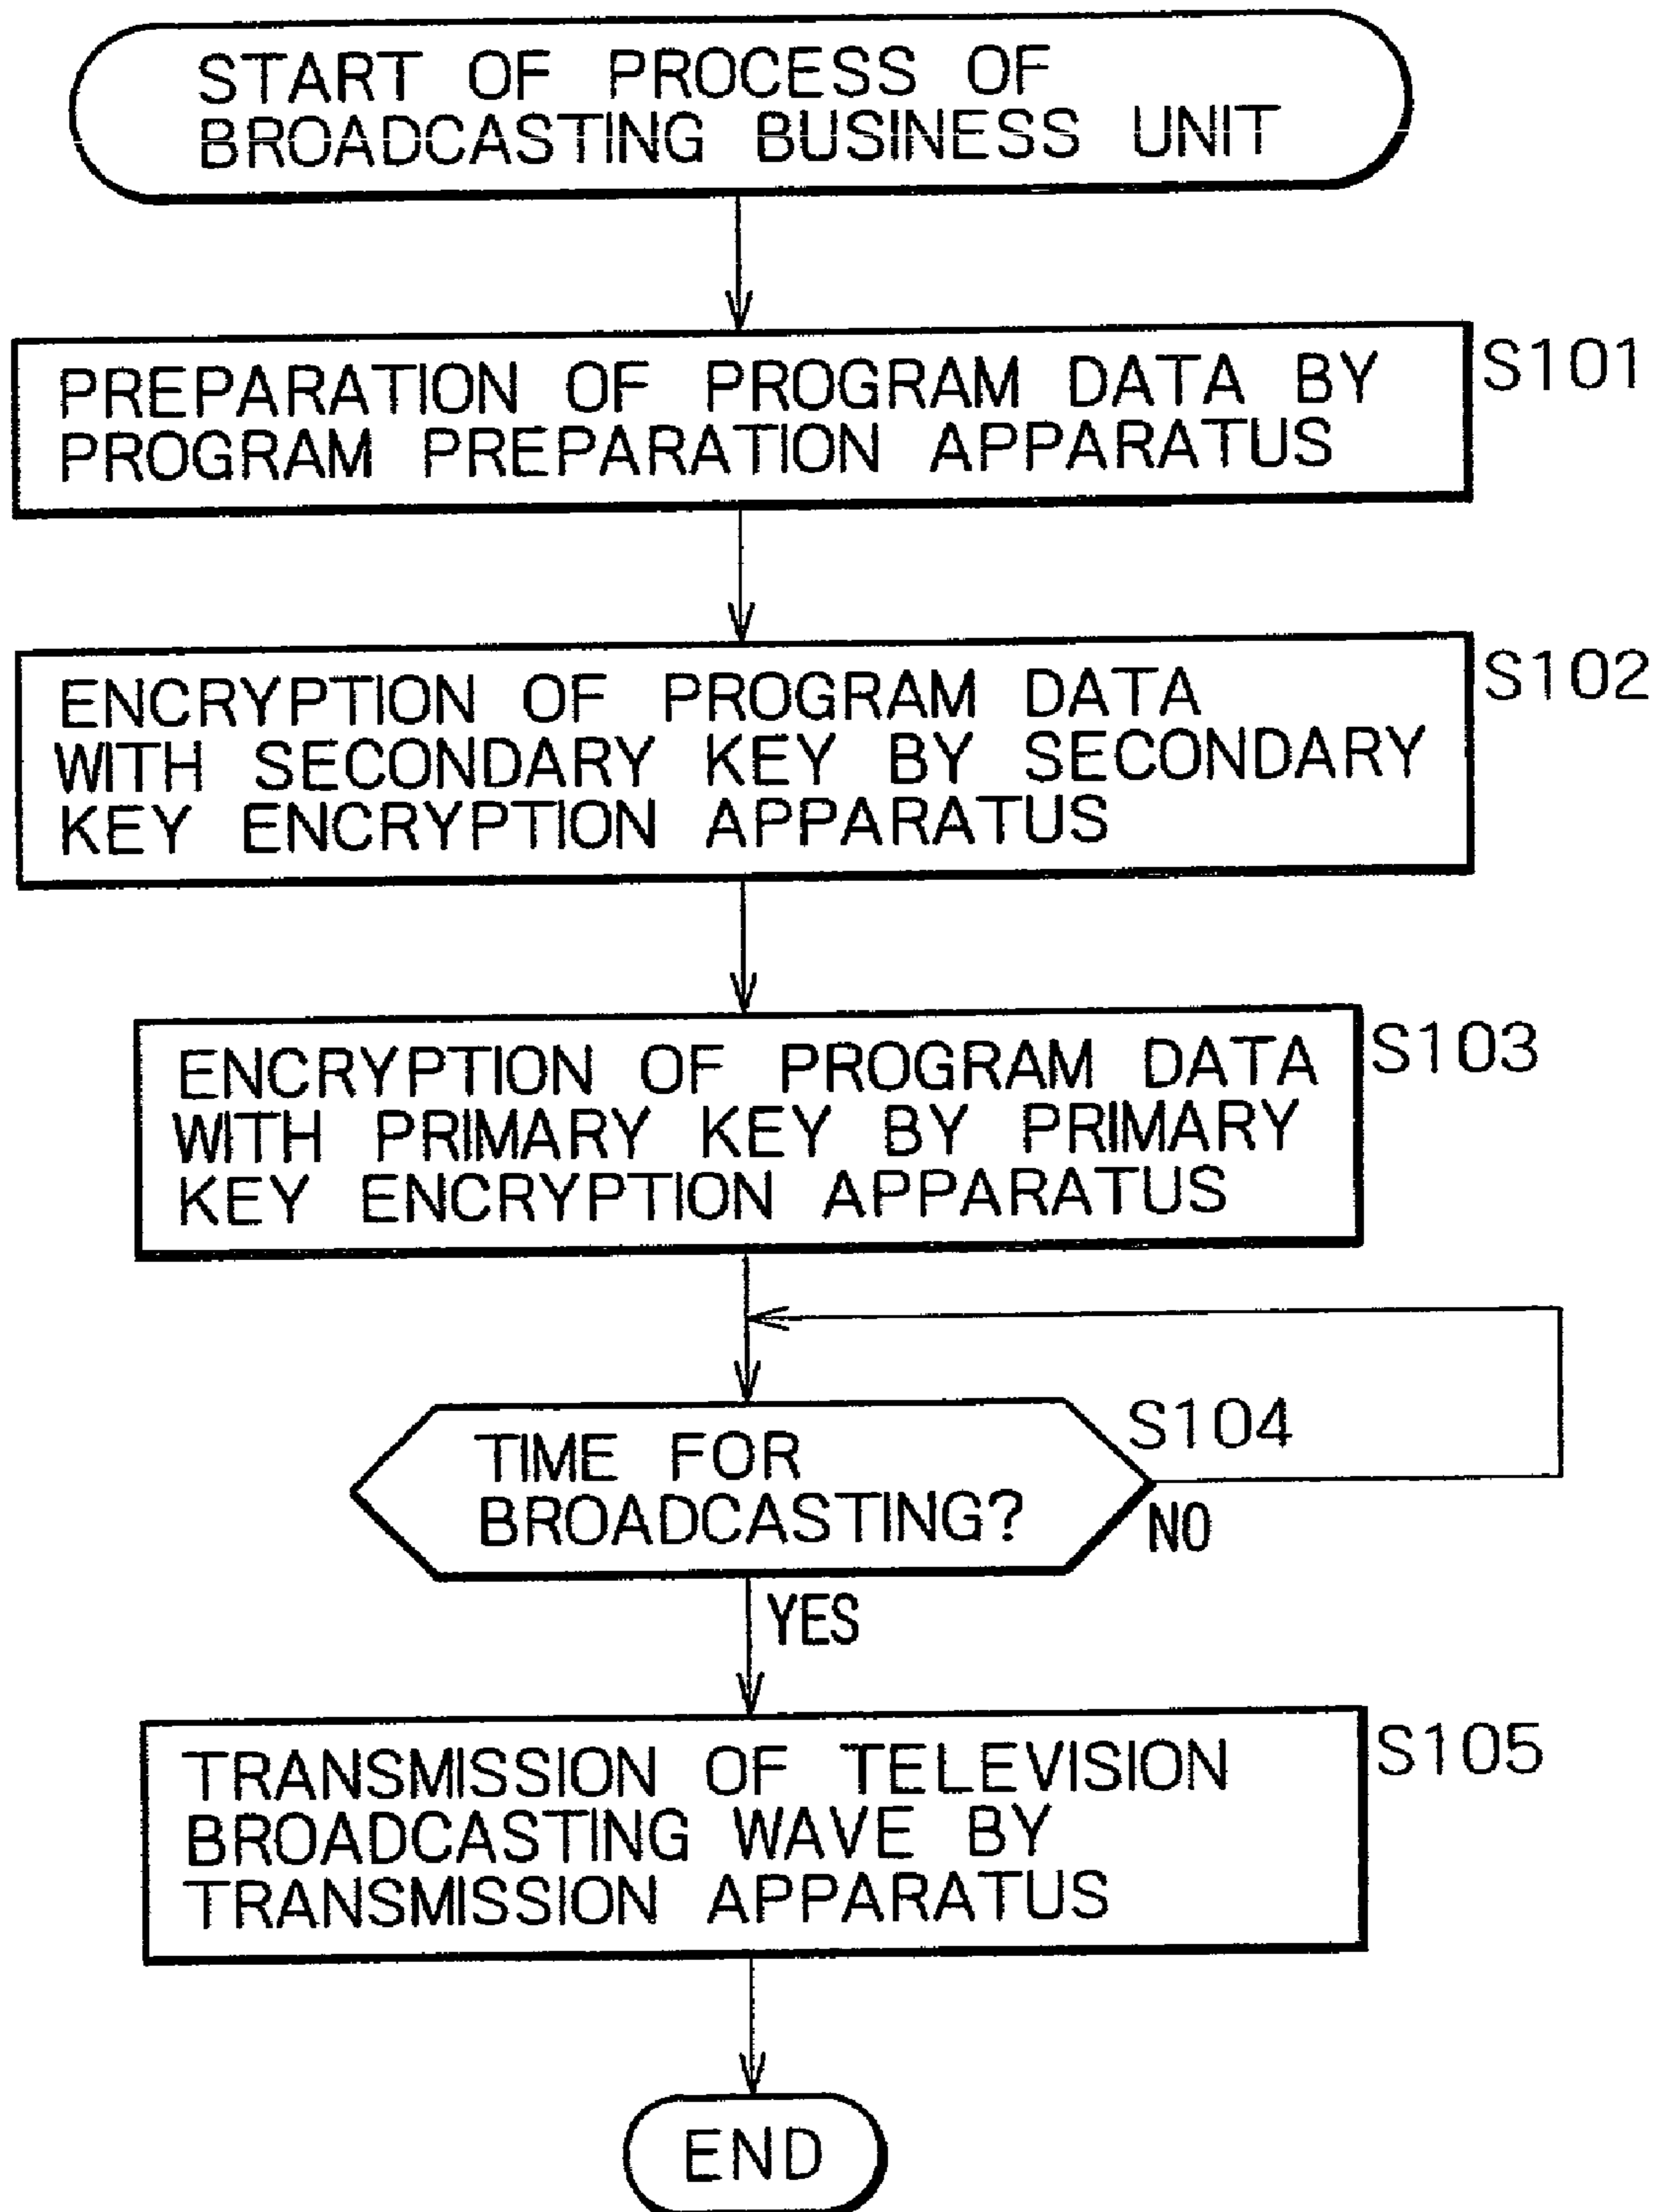 START OF PROCESS OF
BROADCASTING BUSINESS UNIT
S101
PREPARATION OF PROGRAM DATA BY
PROGRAM PREPARATION APPARATUS
S102
ENCRYPTION OF PROGRAM DATA
WITH SECONDARY KEY BY SECONDARY
KEY ENCRYPTION APPARATUS
S103
ENCRYPTION OF PROGRAM DATA
WITH PRIMARY KEY BY PRIMARY
KEY ENCRYPTION APPARATUS
S104
TIME FOR
BROADCASTING?
NO
YES
S105
TRANSMISSION OF TELEVISION
BROADCASTING WAVE BY
TRANSMISSION APPARATUS
END